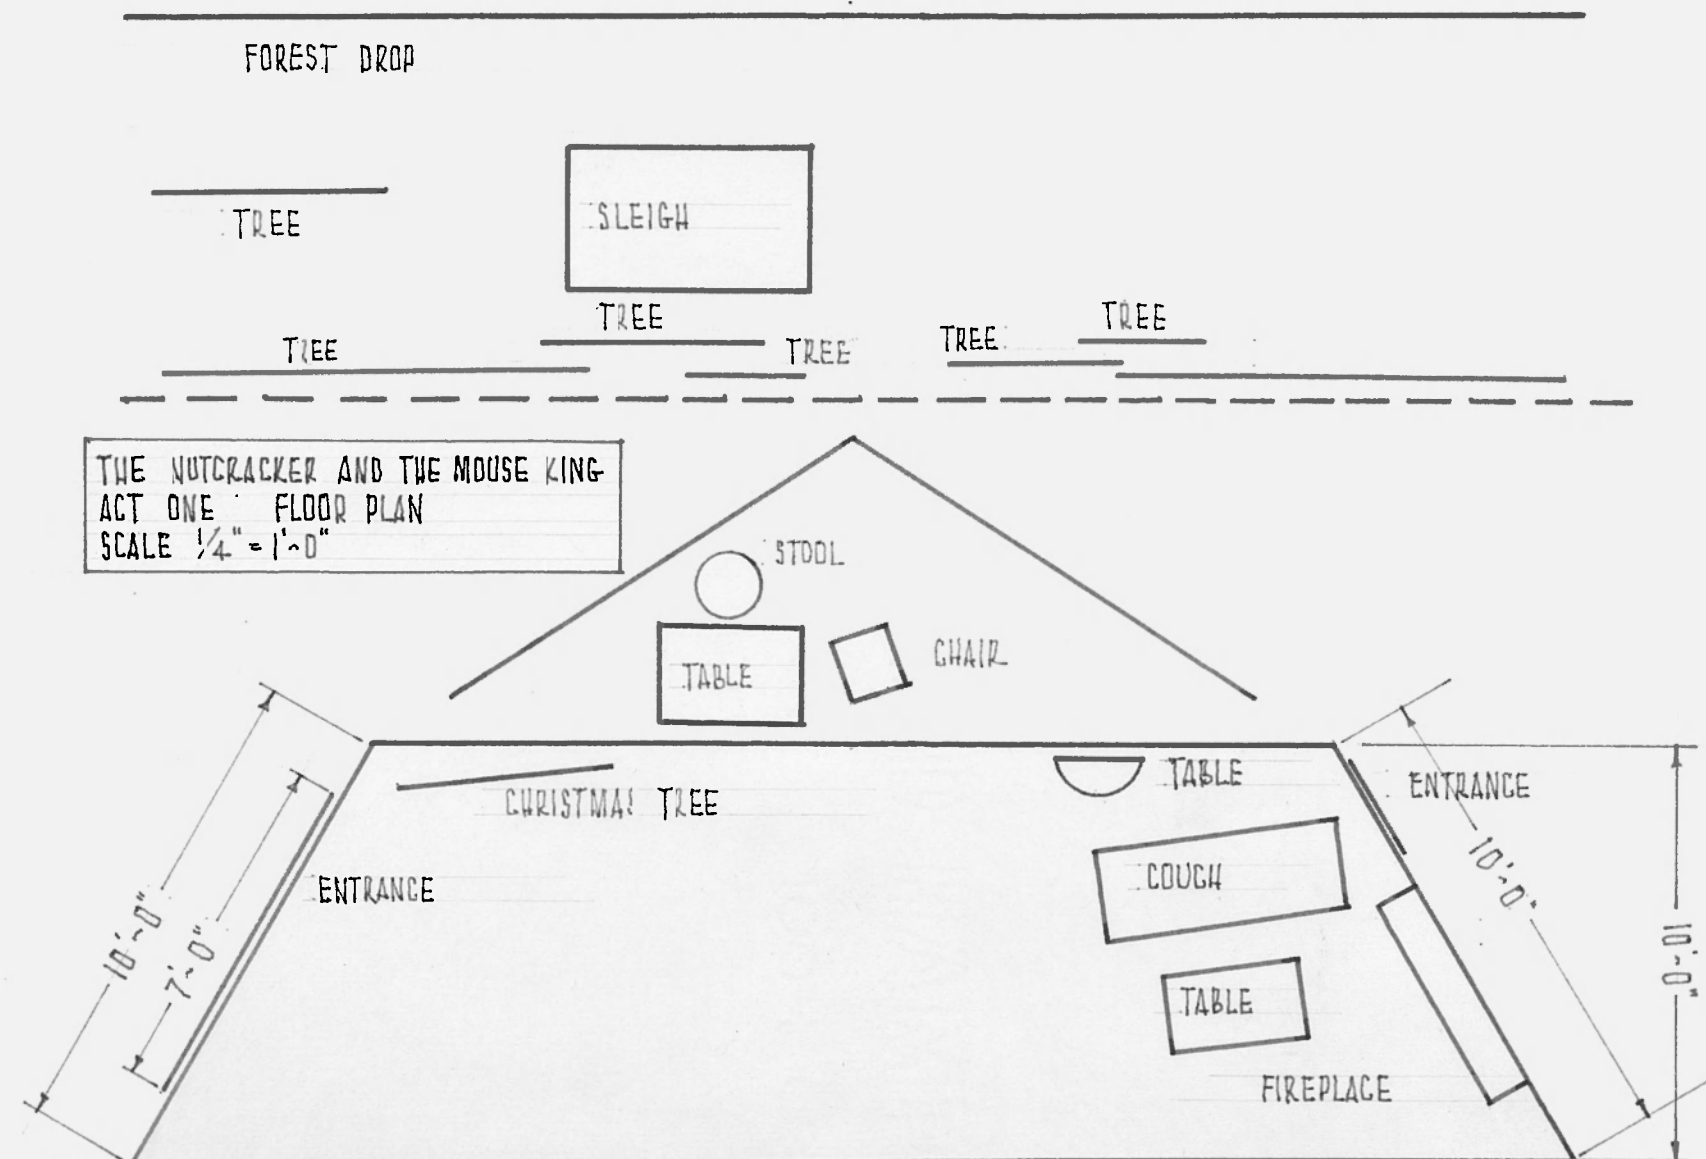 FOREST DROP
TREE
SLEIGH
TREE
TREE
TREE
TREE
TREE
THE NUTCRACKER AND THE MOUSE KING
ACT ONE FLOOR PLAN
SCALE 1/4" = 1'-0"
STOOL
TABLE
CHAIR
CHRISTMAS TREE
TABLE
ENTRANCE
ENTRANCE
COUCH
10'-0"
7'-0"
10'-0"
10'-0"
TABLE
FIREPLACE